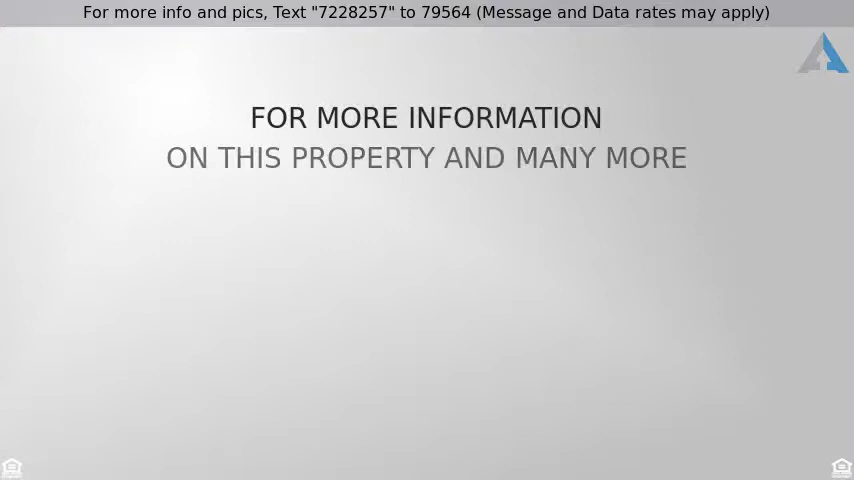 For more info and pics, Text "7228257" to 79564 (Message and Data rates may apply)
FOR MORE INFORMATION
ON THIS PROPERTY AND MANY MORE